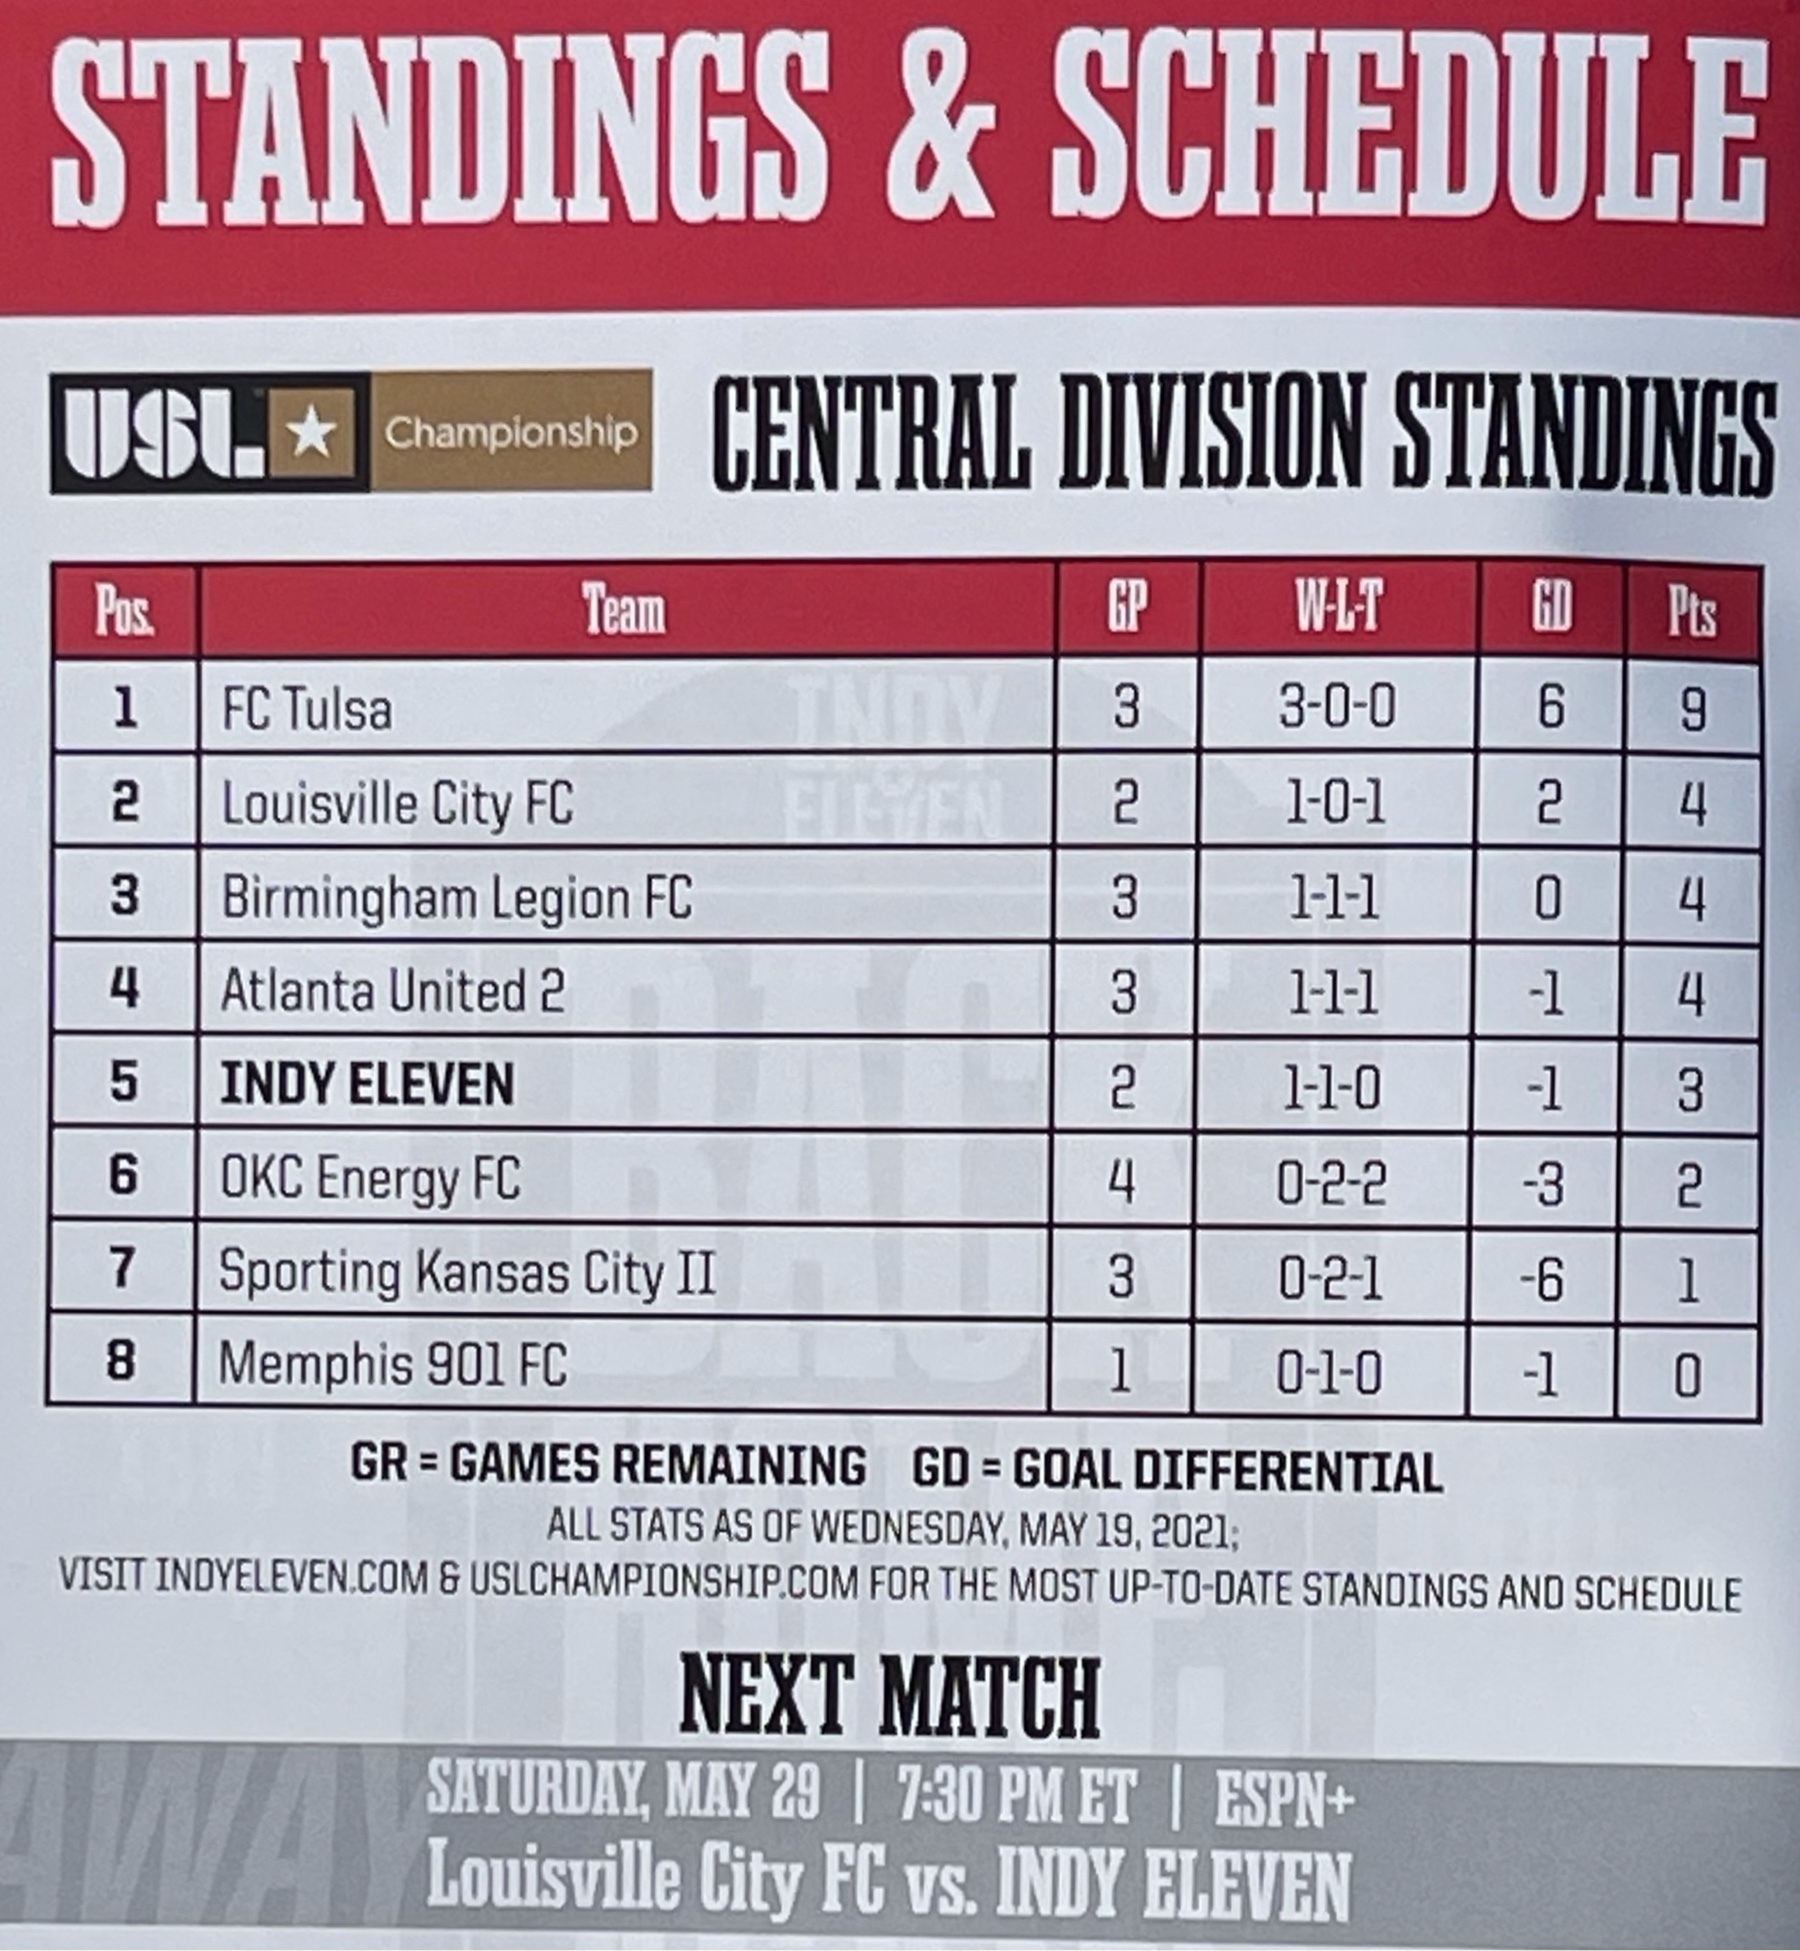 STANDINGS & SCHEDULE
USL Championship CENTRAL DIVISION STANDINGS
Pos. Team GP W-L-T GD Pts
1 FC Tulsa 3 3-0-0 6 9
2 Louisville City FC 2 1-0-1 2 4
3 Birmingham Legion FC 3 1-1-1 0 4
4 Atlanta United 2 3 1-1-1 -1 4
5 INDY ELEVEN 2 1-1-0 -1 3
6 OKC Energy FC 4 0-2-2 -3 2
7 Sporting Kansas City II 3 0-2-1 -6 1
8 Memphis 901 FC 1 0-1-0 -1 0
INDY
ELEVEN
BACK
GR = GAMES REMAINING GD = GOAL DIFFERENTIAL
ALL STATS AS OF WEDNESDAY, MAY 19, 2021;
VISIT INDYELEVEN.COM & USLCHAMPIONSHIP.COM FOR THE MOST UP-TO-DATE STANDINGS AND SCHEDULE
NEXT MATCH
AWAY
SATURDAY, MAY 29 | 7:30 PM ET | ESPN+
Louisville City FC vs. INDY ELEVEN